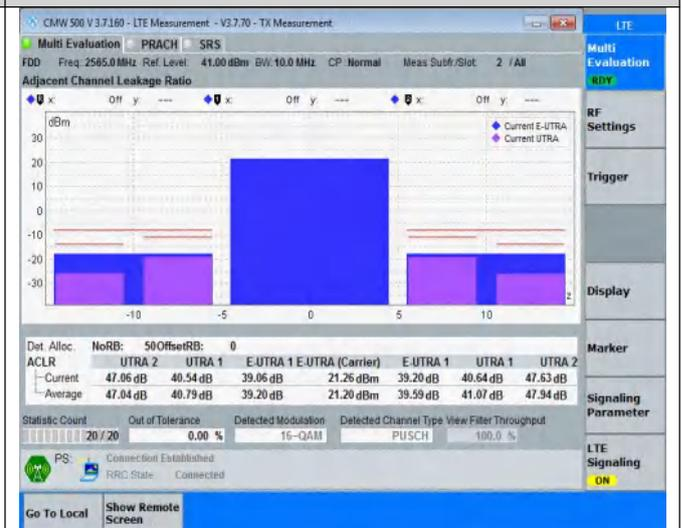 CMW 500 V 3.7.160 - LTE Measurement - V3.7.70 - TX Measurement
LTE
Multi Evaluation PRACH SRS
Multi Evaluation
RDY
FDD Freq: 2565.0 MHz Ref. Level: 41.00 dBm BW: 10.0 MHz CP :Normal Meas Subfr./Slot: 2 / All
Adjacent Channel Leakage Ratio
x: Off y: --- x: Off y: --- x: Off y: ---
RF Settings
dBm
Current E-UTRA
Current UTRA
30
20
10
0
-10
-20
-30
Trigger
z
Display
-10 -5 0 5 10
Det. Alloc. NoRB: 50OffsetRB: 0
Marker
ACLR UTRA 2 UTRA 1 E-UTRA 1 E-UTRA (Carrier) E-UTRA 1 UTRA 1 UTRA 2
Current 47.06 dB 40.54 dB 39.06 dB 21.26 dBm 39.20 dB 40.64 dB 47.63 dB
Average 47.04 dB 40.79 dB 39.20 dB 21.20 dBm 39.59 dB 41.07 dB 47.94 dB
Signaling Parameter
Statistic Count Out of Tolerance Detected Modulation Detected Channel Type View Filter Throughput
20 / 20 0.00 % 16-QAM PUSCH 100.0 %
PS: Connection Established
RRC State Connected
LTE Signaling
ON
Go To Local Show Remote Screen